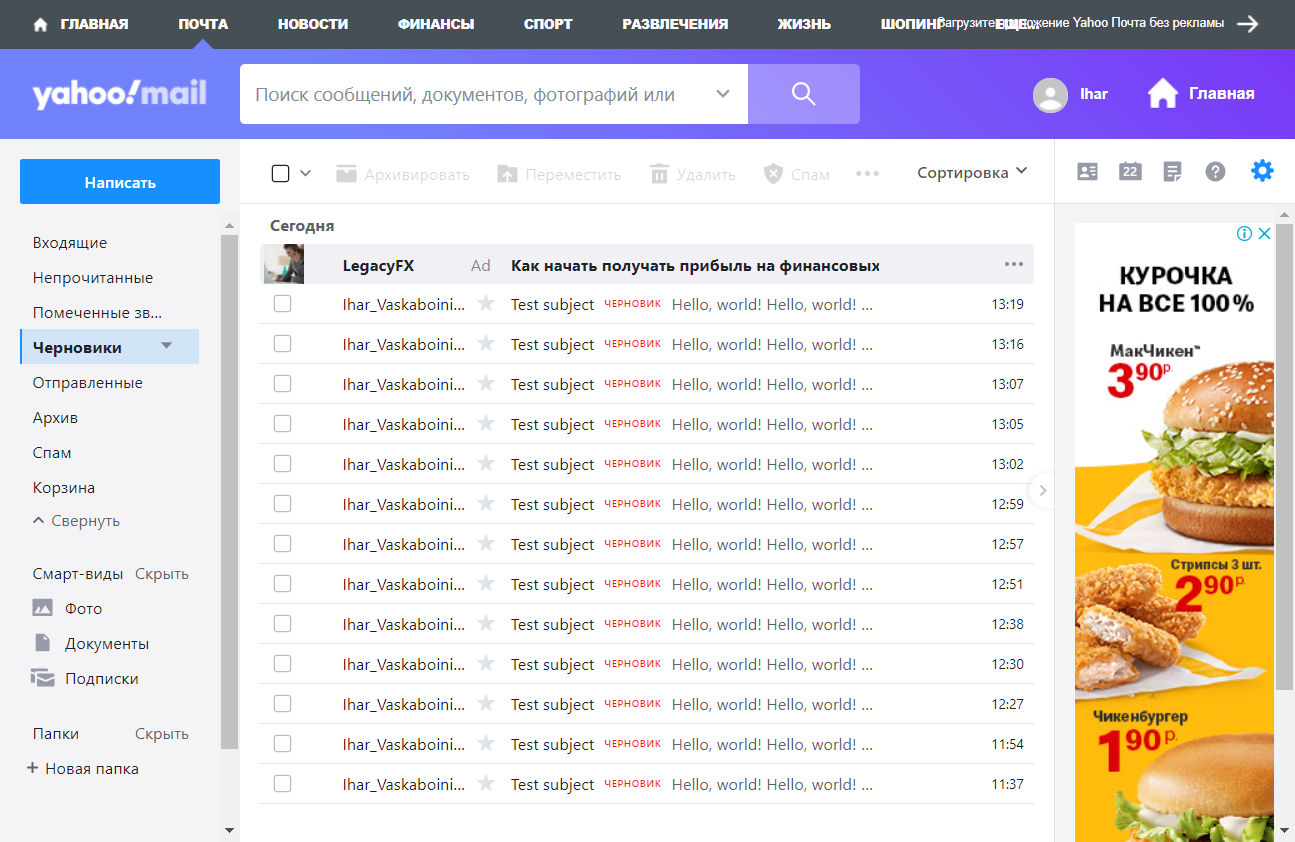 ГЛАВНАЯ ПОЧТА НОВОСТИ ФИНАНСЫ СПОРТ РАЗВЛЕЧЕНИЯ ЖИЗНЬ ШОПИНГ ЕЩЕ...
Yahoo Почта без рекламы
yahoo!mail
Поиск сообщений, документов, фотографий или
Ihar
Главная
Написать
Архивировать Переместить Удалить Спам Сортировка
22
Входящие
Непрочитанные
Помеченные зв...
Черновики
Отправленные
Архив
Спам
Корзина
Свернуть
Смарт-виды Скрыть
Фото
Документы
Подписки
Папки Скрыть
+ Новая папка
Сегодня
LegacyFX Ad Как начать получать прибыль на финансовых
Ihar_Vaskaboini... Test subject ЧЕРНОВИК Hello, world! Hello, world! ... 13:19
Ihar_Vaskaboini... Test subject ЧЕРНОВИК Hello, world! Hello, world! ... 13:16
Ihar_Vaskaboini... Test subject ЧЕРНОВИК Hello, world! Hello, world! ... 13:07
Ihar_Vaskaboini... Test subject ЧЕРНОВИК Hello, world! Hello, world! ... 13:05
Ihar_Vaskaboini... Test subject ЧЕРНОВИК Hello, world! Hello, world! ... 13:02
Ihar_Vaskaboini... Test subject ЧЕРНОВИК Hello, world! Hello, world! ... 12:59
Ihar_Vaskaboini... Test subject ЧЕРНОВИК Hello, world! Hello, world! ... 12:57
Ihar_Vaskaboini... Test subject ЧЕРНОВИК Hello, world! Hello, world! ... 12:51
Ihar_Vaskaboini... Test subject ЧЕРНОВИК Hello, world! Hello, world! ... 12:38
Ihar_Vaskaboini... Test subject ЧЕРНОВИК Hello, world! Hello, world! ... 12:30
Ihar_Vaskaboini... Test subject ЧЕРНОВИК Hello, world! Hello, world! ... 12:27
Ihar_Vaskaboini... Test subject ЧЕРНОВИК Hello, world! Hello, world! ... 11:54
Ihar_Vaskaboini... Test subject ЧЕРНОВИК Hello, world! Hello, world! ... 11:37
КУРОЧКА
НА ВСЕ 100%
МакЧикен™
3 90 р.
Стрипсы 3 шт.
2 90 р.
Чикенбургер
1 90 р.